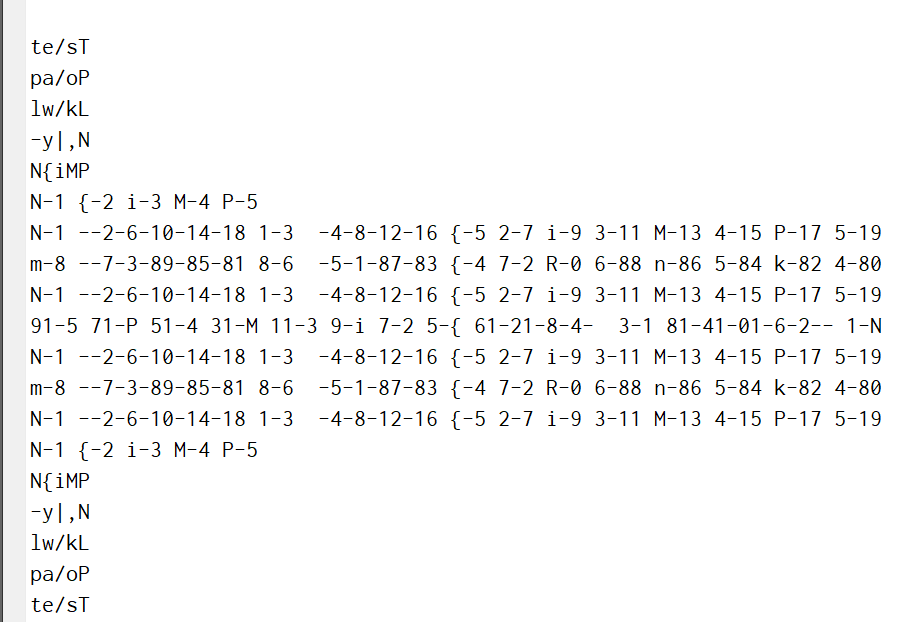 te/sT
pa/oP
lw/kL
-y|,N
N{iMP
N-1 {-2 i-3 M-4 P-5
N-1 --2-6-10-14-18 1-3  -4-8-12-16 {-5 2-7 i-9 3-11 M-13 4-15 P-17 5-19
m-8 --7-3-89-85-81 8-6  -5-1-87-83 {-4 7-2 R-0 6-88 n-86 5-84 k-82 4-80
N-1 --2-6-10-14-18 1-3  -4-8-12-16 {-5 2-7 i-9 3-11 M-13 4-15 P-17 5-19
91-5 71-P 51-4 31-M 11-3 9-i 7-2 5-{ 61-21-8-4-  3-1 81-41-01-6-2-- 1-N
N-1 --2-6-10-14-18 1-3  -4-8-12-16 {-5 2-7 i-9 3-11 M-13 4-15 P-17 5-19
m-8 --7-3-89-85-81 8-6  -5-1-87-83 {-4 7-2 R-0 6-88 n-86 5-84 k-82 4-80
N-1 --2-6-10-14-18 1-3  -4-8-12-16 {-5 2-7 i-9 3-11 M-13 4-15 P-17 5-19
N-1 {-2 i-3 M-4 P-5
N{iMP
-y|,N
lw/kL
pa/oP
te/sT